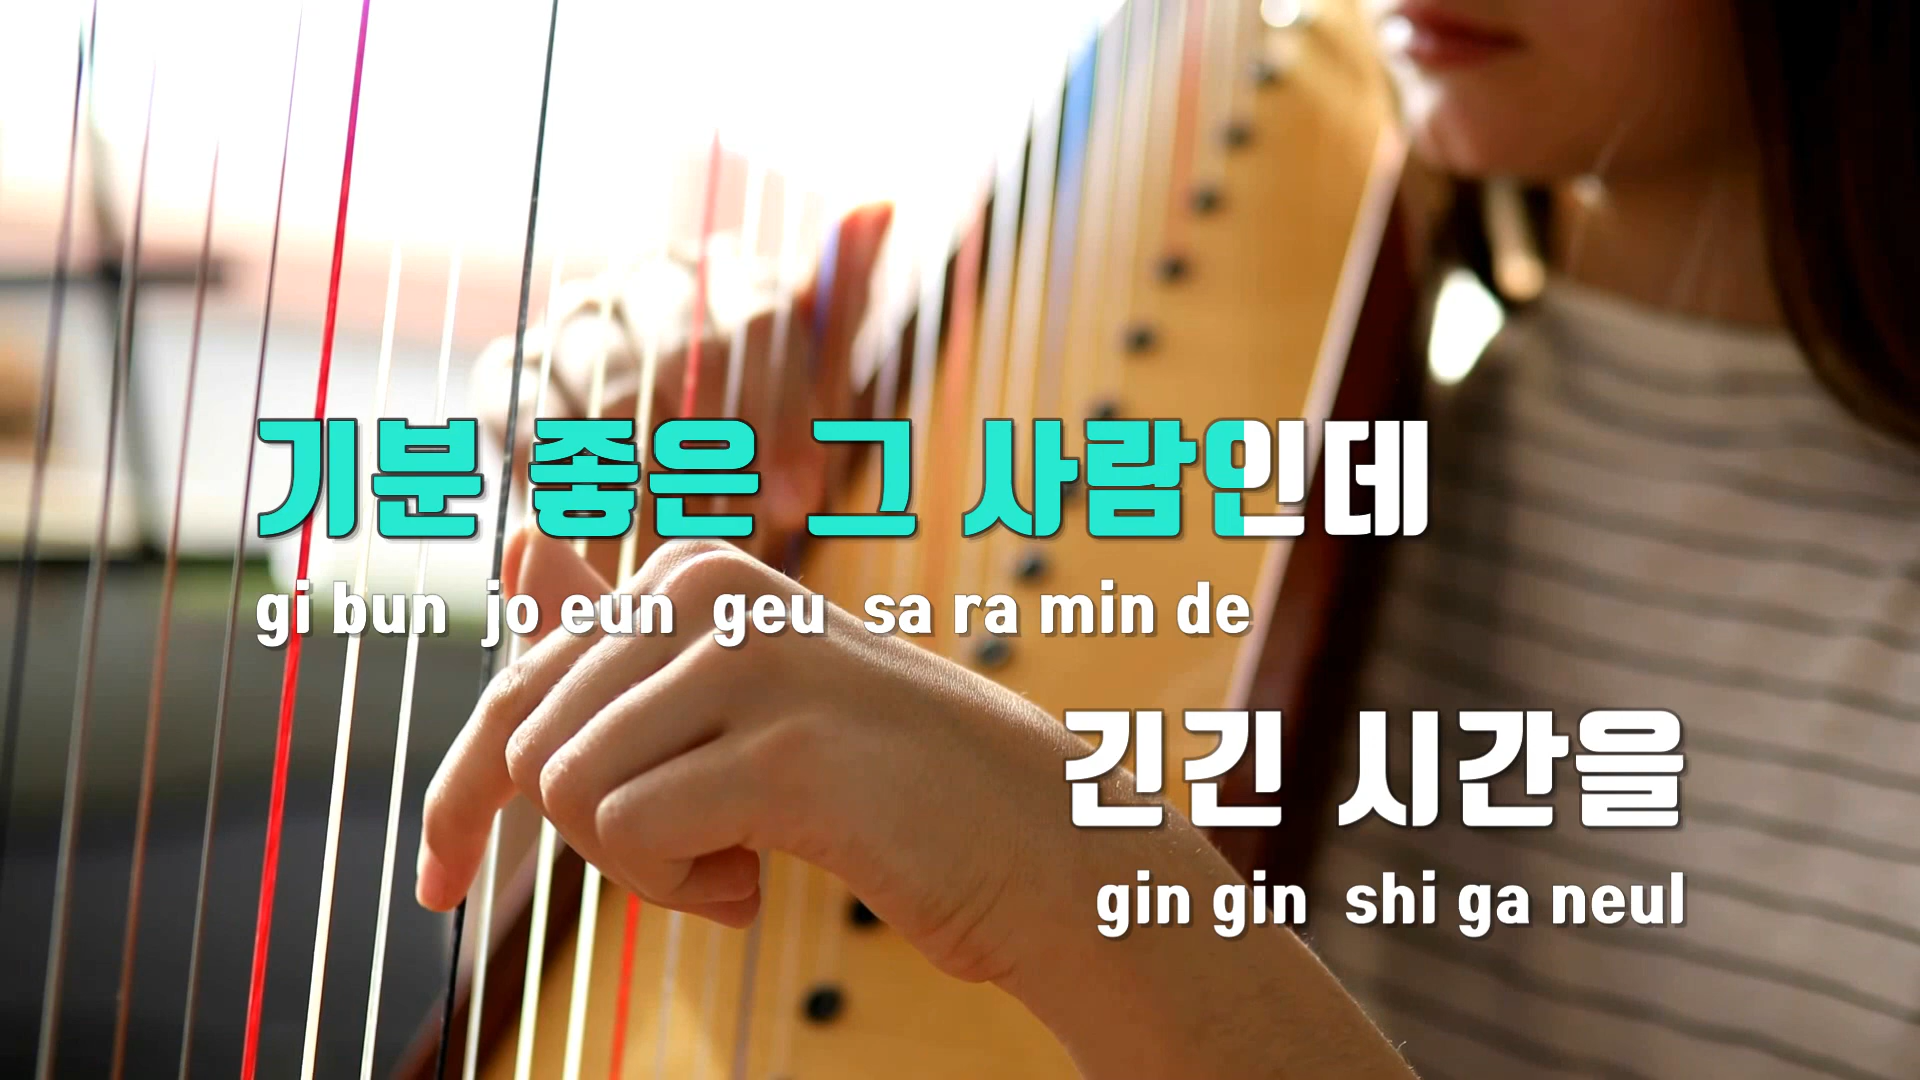 기분 좋은 그 사람인데
gi bun jo eun geu sa ra min de
긴긴 시간을
gin gin shi ga neul